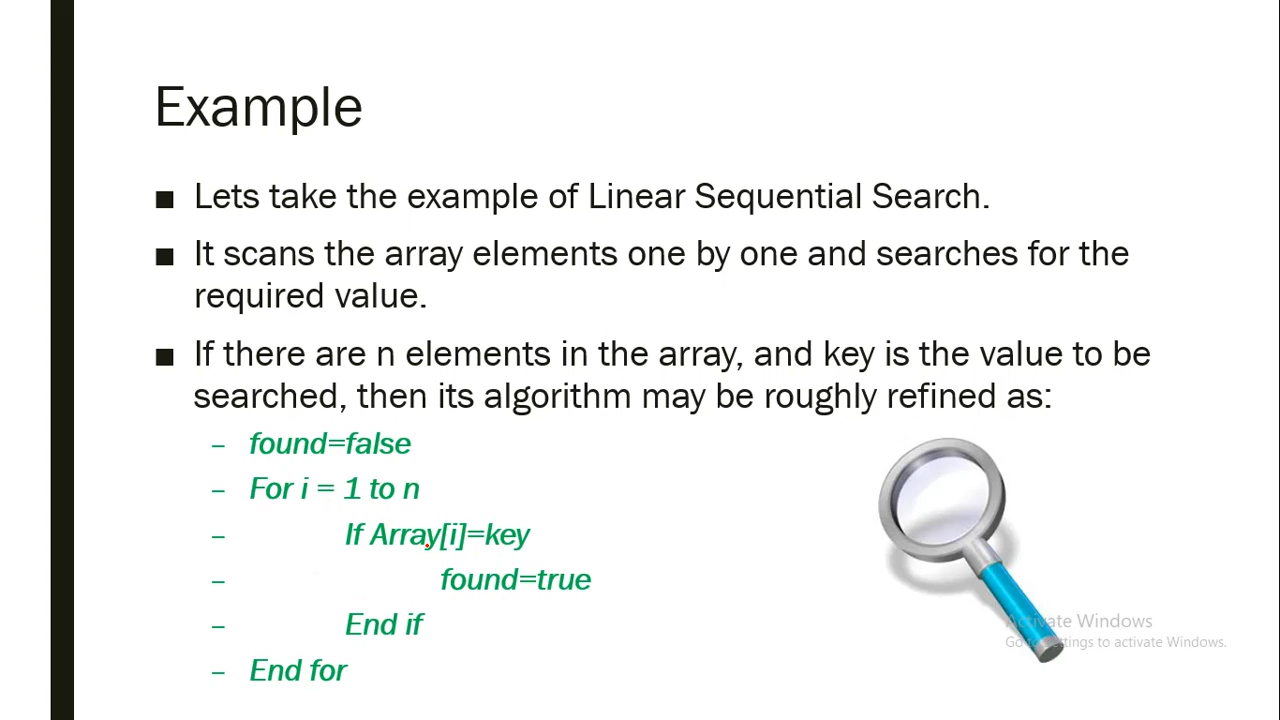 Example
■ Lets take the example of Linear Sequential Search.
■ It scans the array elements one by one and searches for the
required value.
■ If there are n elements in the array, and key is the value to be
searched, then its algorithm may be roughly refined as:
– found=false
– For i = 1 to n
– If Array[i]=key
– found=true
– End if
– End for
Activate Windows
Go to Settings to activate Windows.